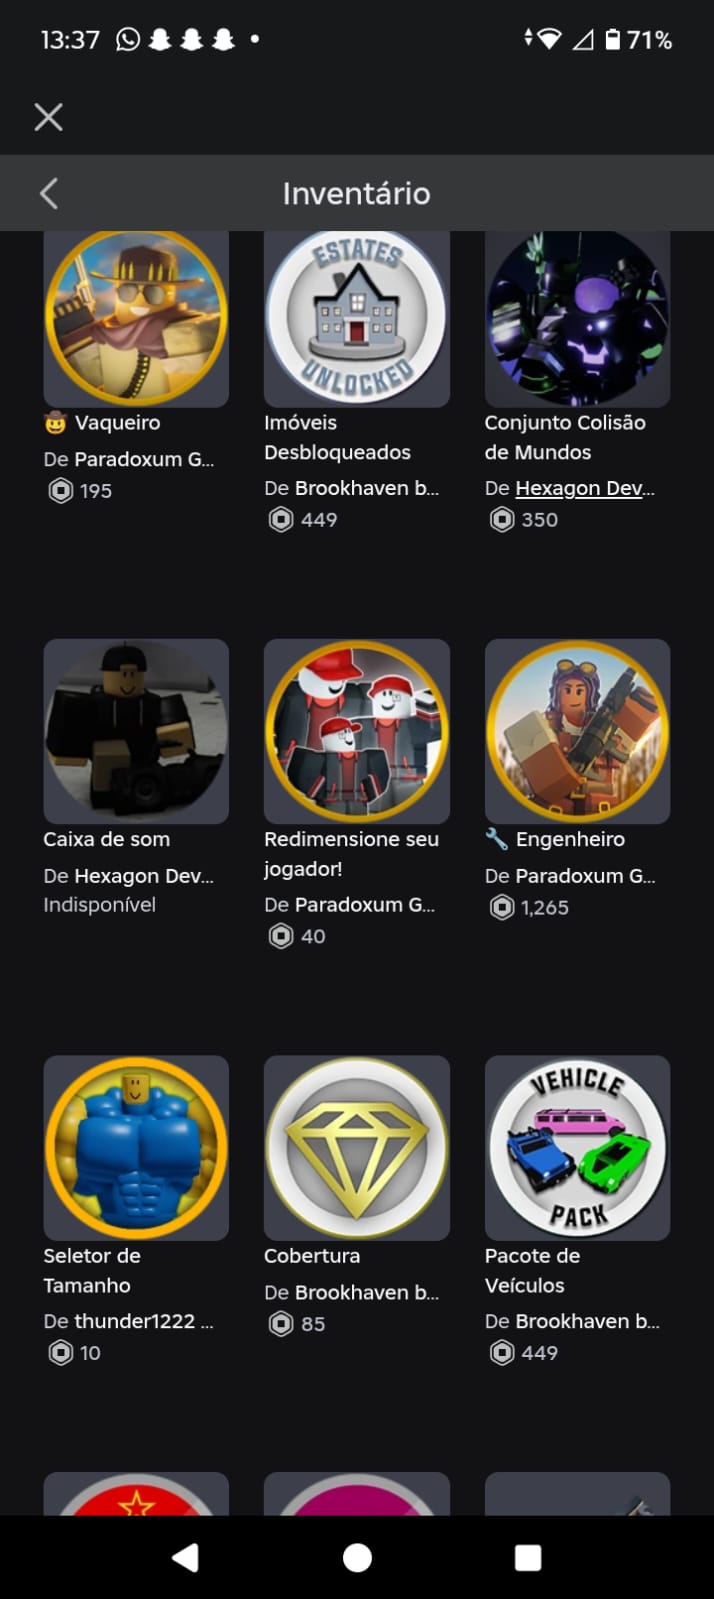 13:37
71%
Inventário
ESTATES
UNLOCKED
🤠 Vaqueiro
De Paradoxum G...
195
Imóveis
Desbloqueados
De Brookhaven b...
449
Conjunto Colisão
de Mundos
De Hexagon Dev...
350
Caixa de som
De Hexagon Dev...
Indisponível
Redimensione seu
jogador!
De Paradoxum G...
40
🔧 Engenheiro
De Paradoxum G...
1,265
VEHICLE
PACK
Seletor de
Tamanho
De thunder1222 ...
10
Cobertura
De Brookhaven b...
85
Pacote de
Veículos
De Brookhaven b...
449